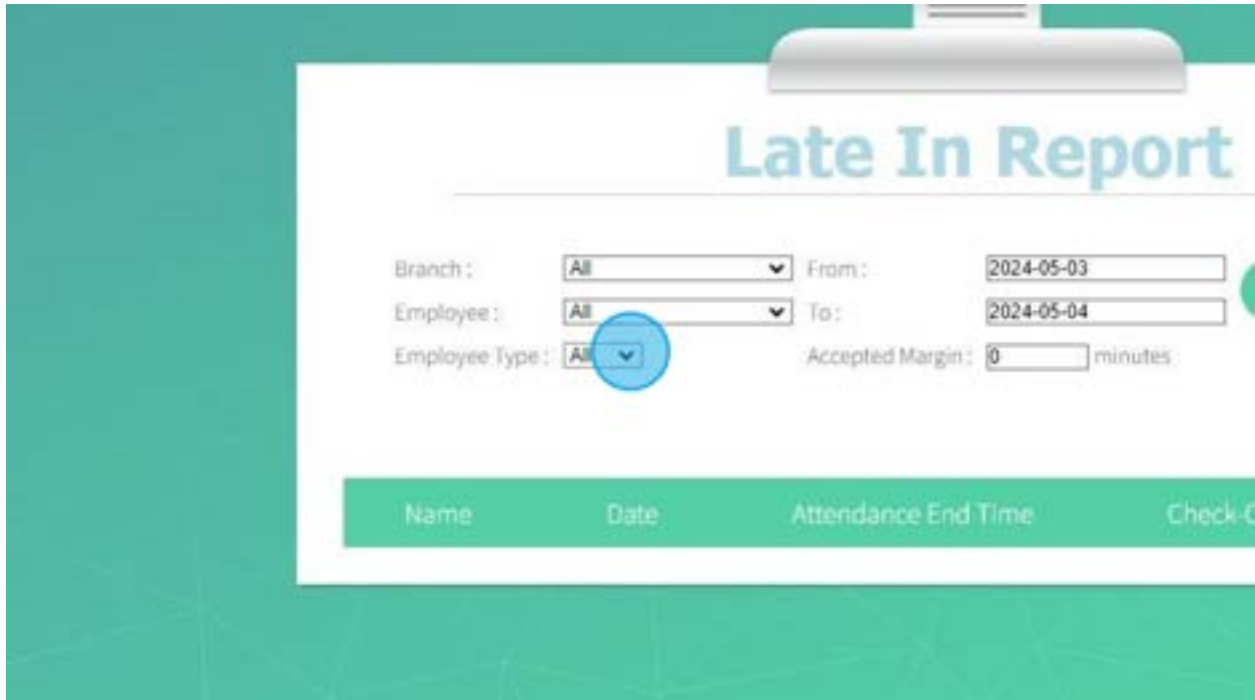 Late In Report
Branch : All From : 2024-05-03
Employee : All To : 2024-05-04
Employee Type : All Accepted Margin : 0 minutes
Name Date Attendance End Time